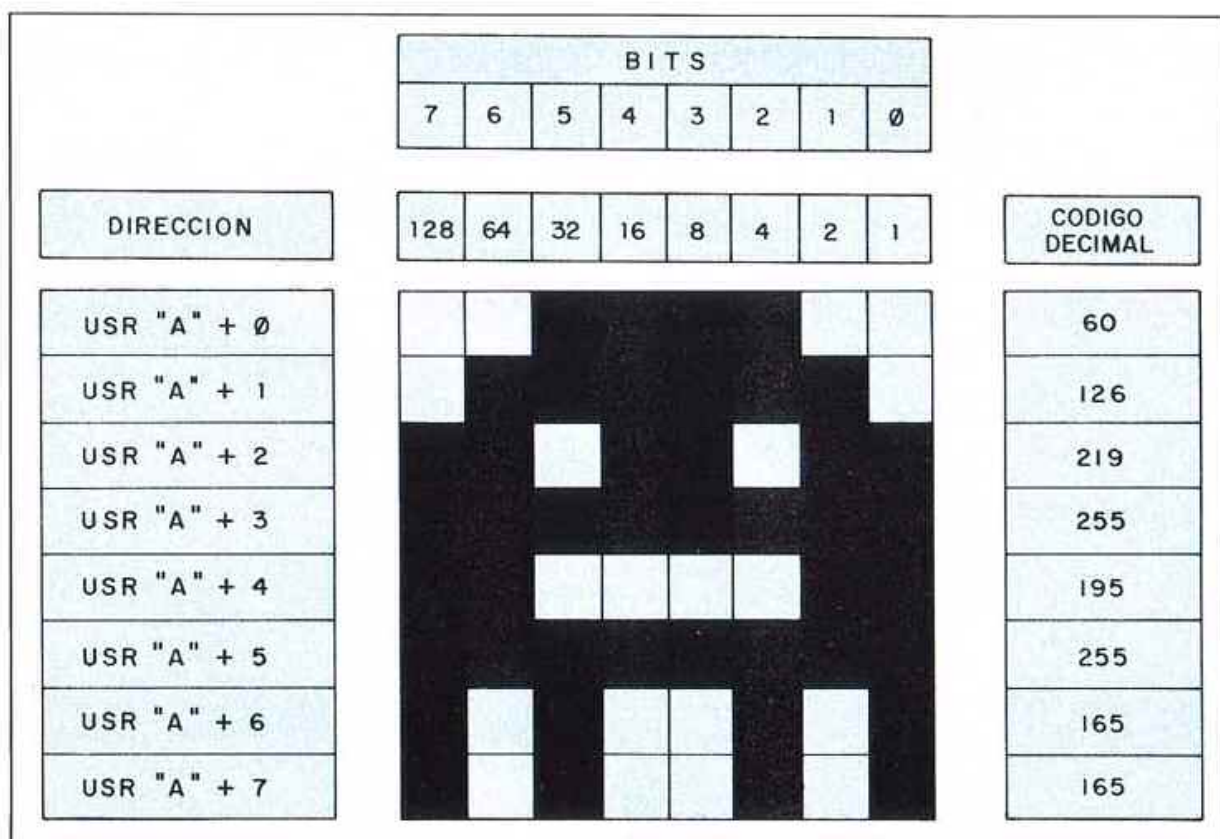 BITS
7 6 5 4 3 2 1 Ø
DIRECCION 128 64 32 16 8 4 2 1 CODIGO DECIMAL
USR "A" + Ø 60
USR "A" + 1 126
USR "A" + 2 219
USR "A" + 3 255
USR "A" + 4 195
USR "A" + 5 255
USR "A" + 6 165
USR "A" + 7 165